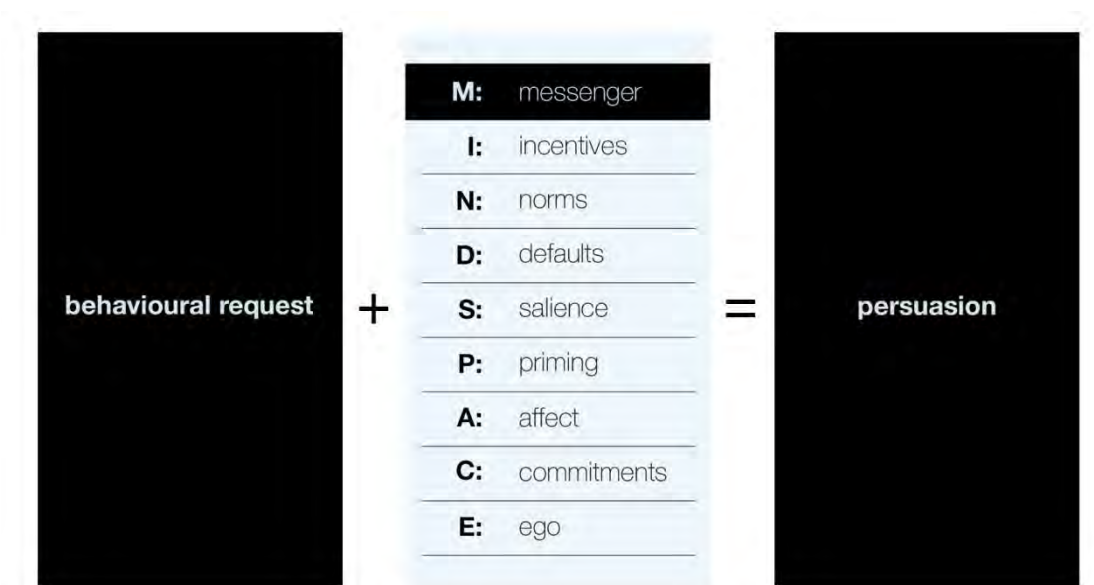 behavioural request
+
M: messenger
I: incentives
N: norms
D: defaults
S: salience
P: priming
A: affect
C: commitments
E: ego
=
persuasion